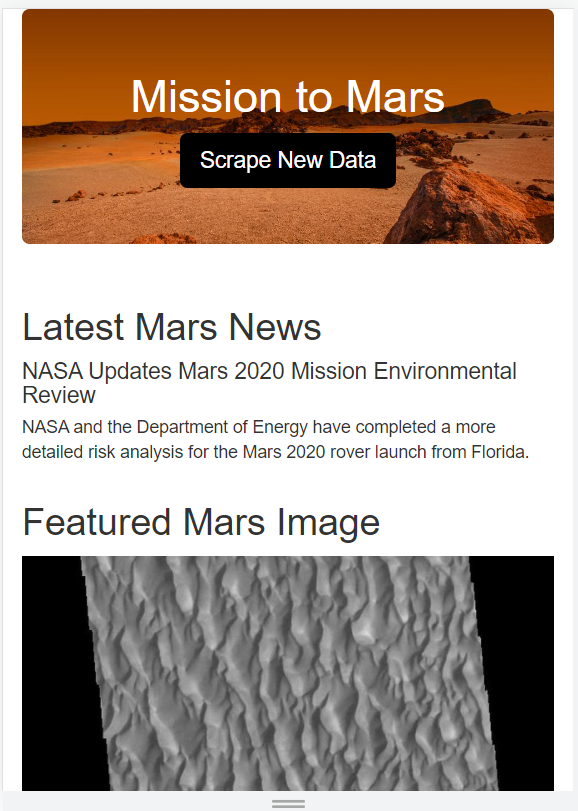 Mission to Mars
Scrape New Data
Latest Mars News
NASA Updates Mars 2020 Mission Environmental
Review
NASA and the Department of Energy have completed a more
detailed risk analysis for the Mars 2020 rover launch from Florida.
Featured Mars Image